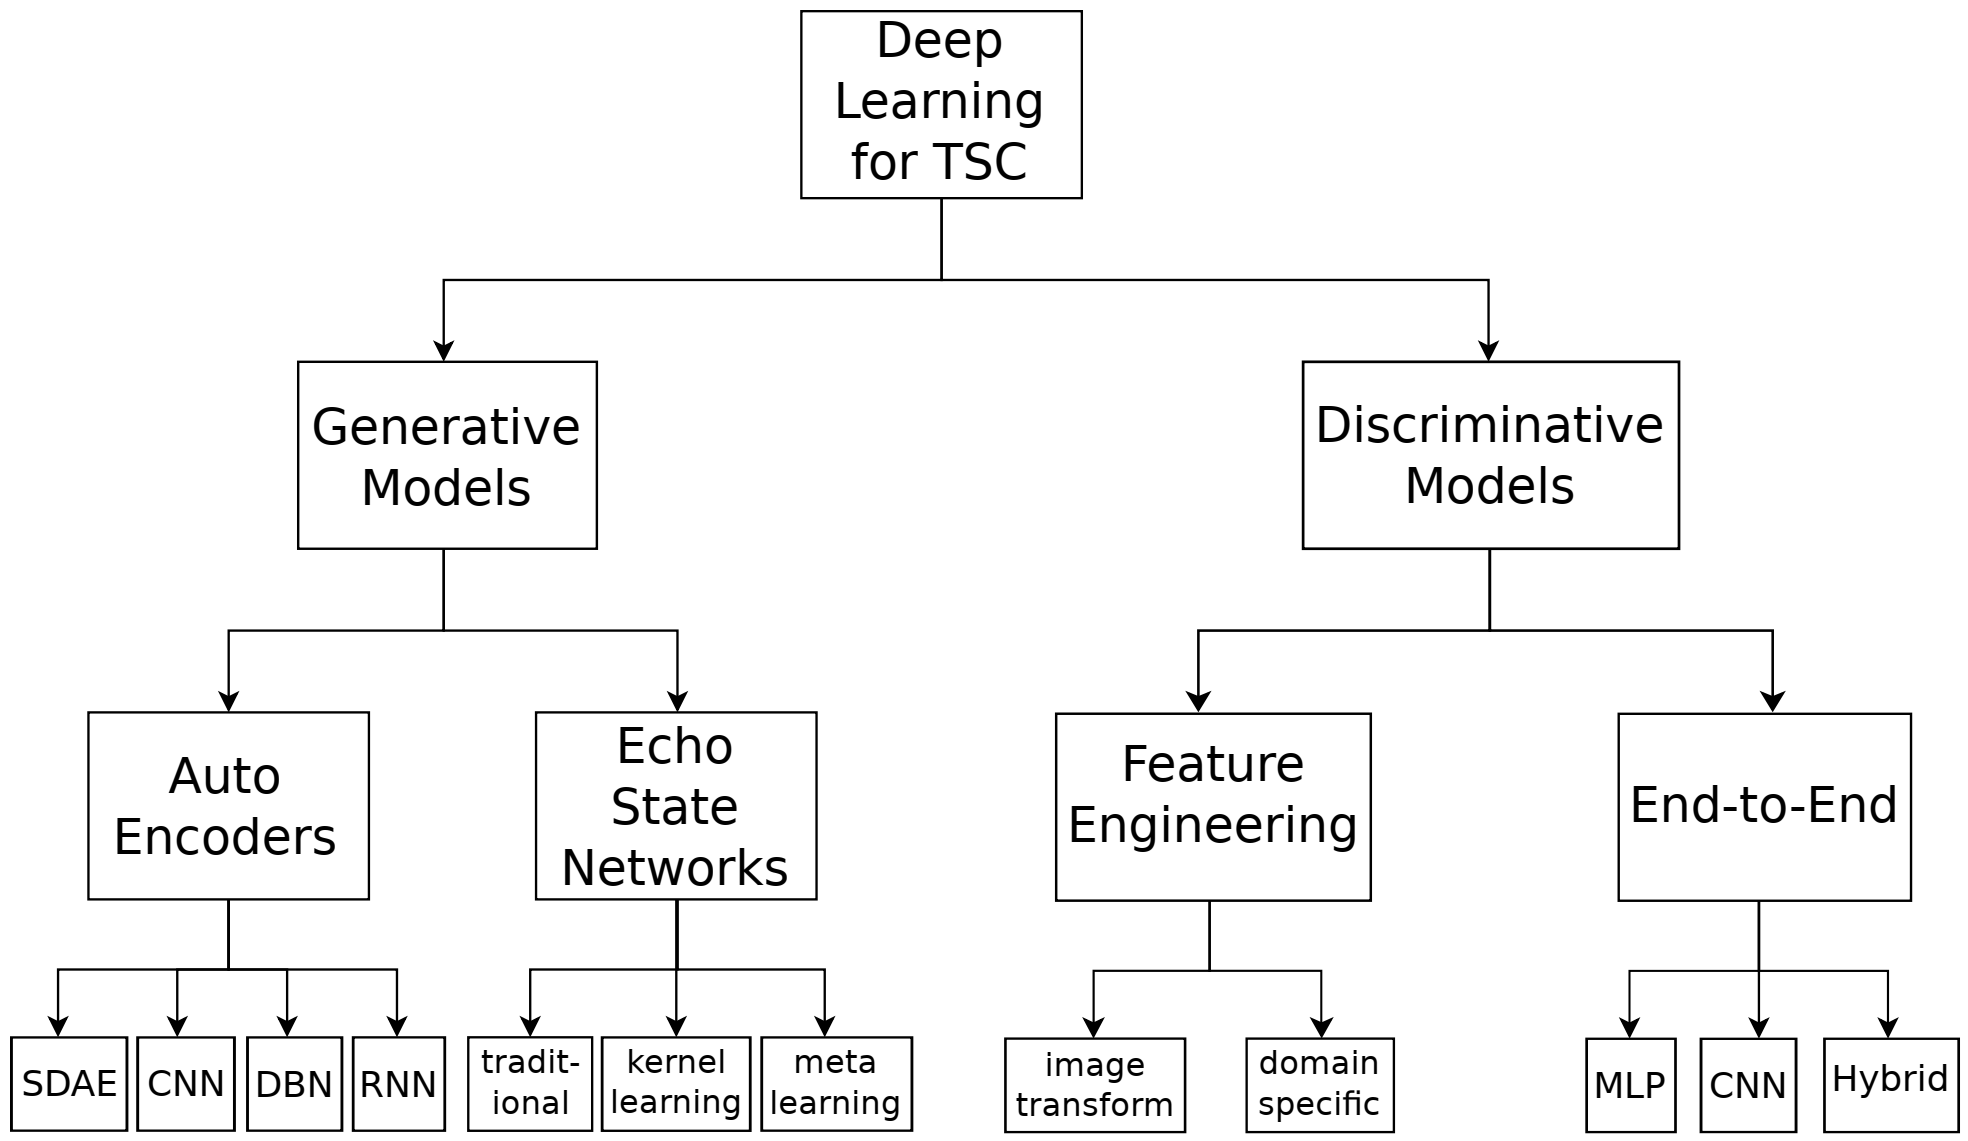 Deep
Learning
for TSC
Generative
Models
Discriminative
Models
Auto
Encoders
Echo
State
Networks
Feature
Engineering
End-to-End
SDAE
CNN
DBN
RNN
tradit-
ional
kernel
learning
meta
learning
image
transform
domain
specific
MLP
CNN
Hybrid